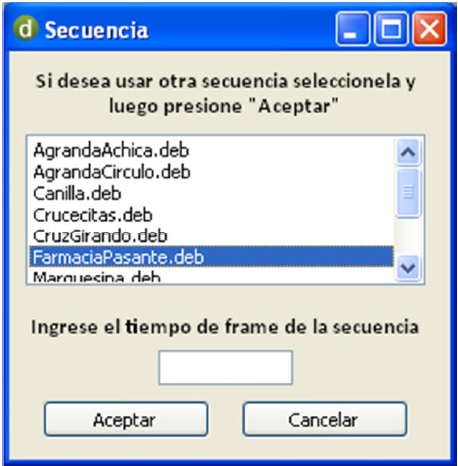 d Secuencia
Si desea usar otra secuencia seleccionela y
luego presione "Aceptar"
AgrandaAchica.deb
AgrandaCirculo.deb
Canilla.deb
Crucecitas.deb
CruzGirando.deb
FarmaciaPasante.deb
Marquesina.deb
Ingrese el tiempo de frame de la secuencia
Aceptar
Cancelar